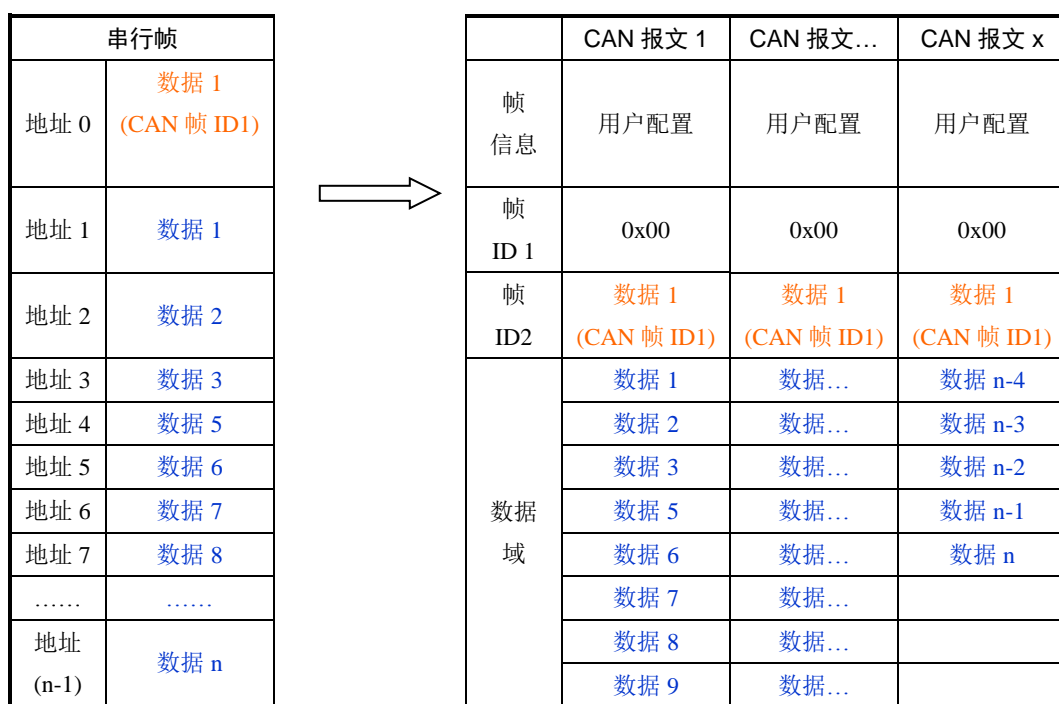 串行帧
地址 0
数据 1
(CAN 帧 ID1)
地址 1
数据 1
地址 2
数据 2
地址 3
数据 3
地址 4
数据 5
地址 5
数据 6
地址 6
数据 7
地址 7
数据 8
……
……
地址
(n-1)
数据 n
CAN 报文 1
CAN 报文…
CAN 报文 x
帧
信息
用户配置
用户配置
用户配置
帧
ID 1
0x00
0x00
0x00
帧
ID2
数据 1
(CAN 帧 ID1)
数据 1
(CAN 帧 ID1)
数据 1
(CAN 帧 ID1)
数据
域
数据 1
数据…
数据 n-4
数据 2
数据…
数据 n-3
数据 3
数据…
数据 n-2
数据 5
数据…
数据 n-1
数据 6
数据…
数据 n
数据 7
数据…
数据 8
数据…
数据 9
数据…